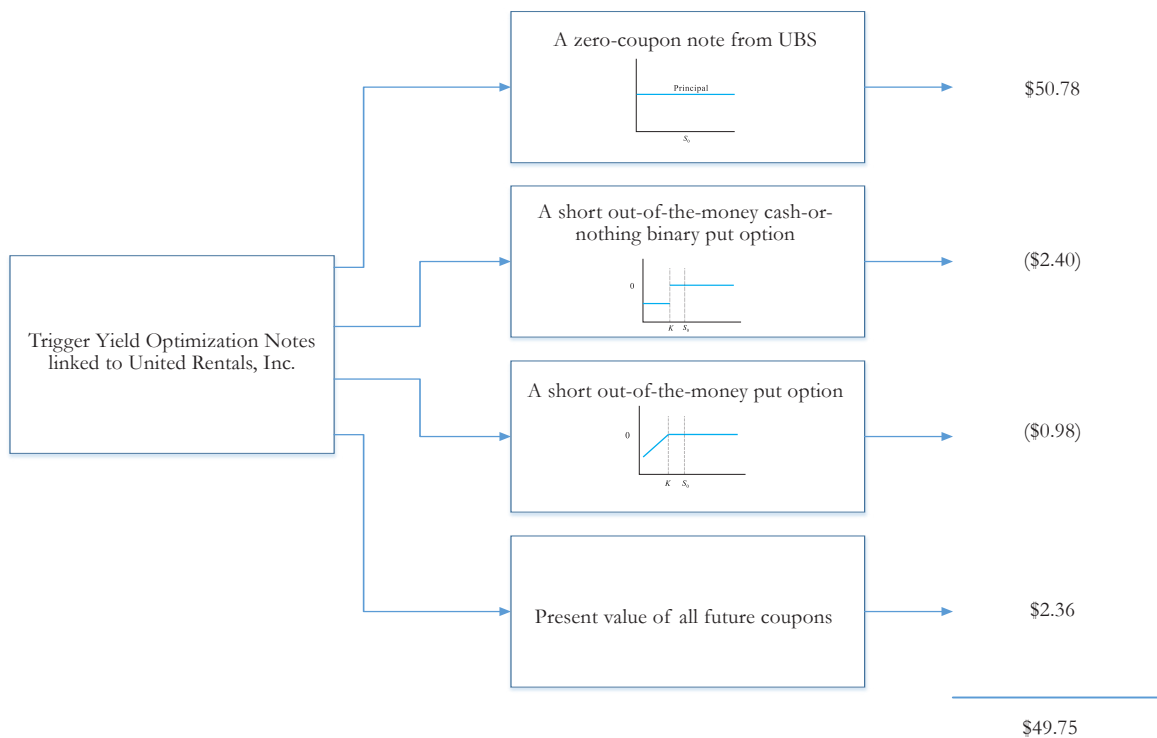 A zero-coupon note from UBS
Principal
S0
$50.78
A short out-of-the-money cash-or-
nothing binary put option
0
K
S0
($2.40)
Trigger Yield Optimization Notes
linked to United Rentals, Inc.
A short out-of-the-money put option
0
K
S0
($0.98)
Present value of all future coupons
$2.36
$49.75